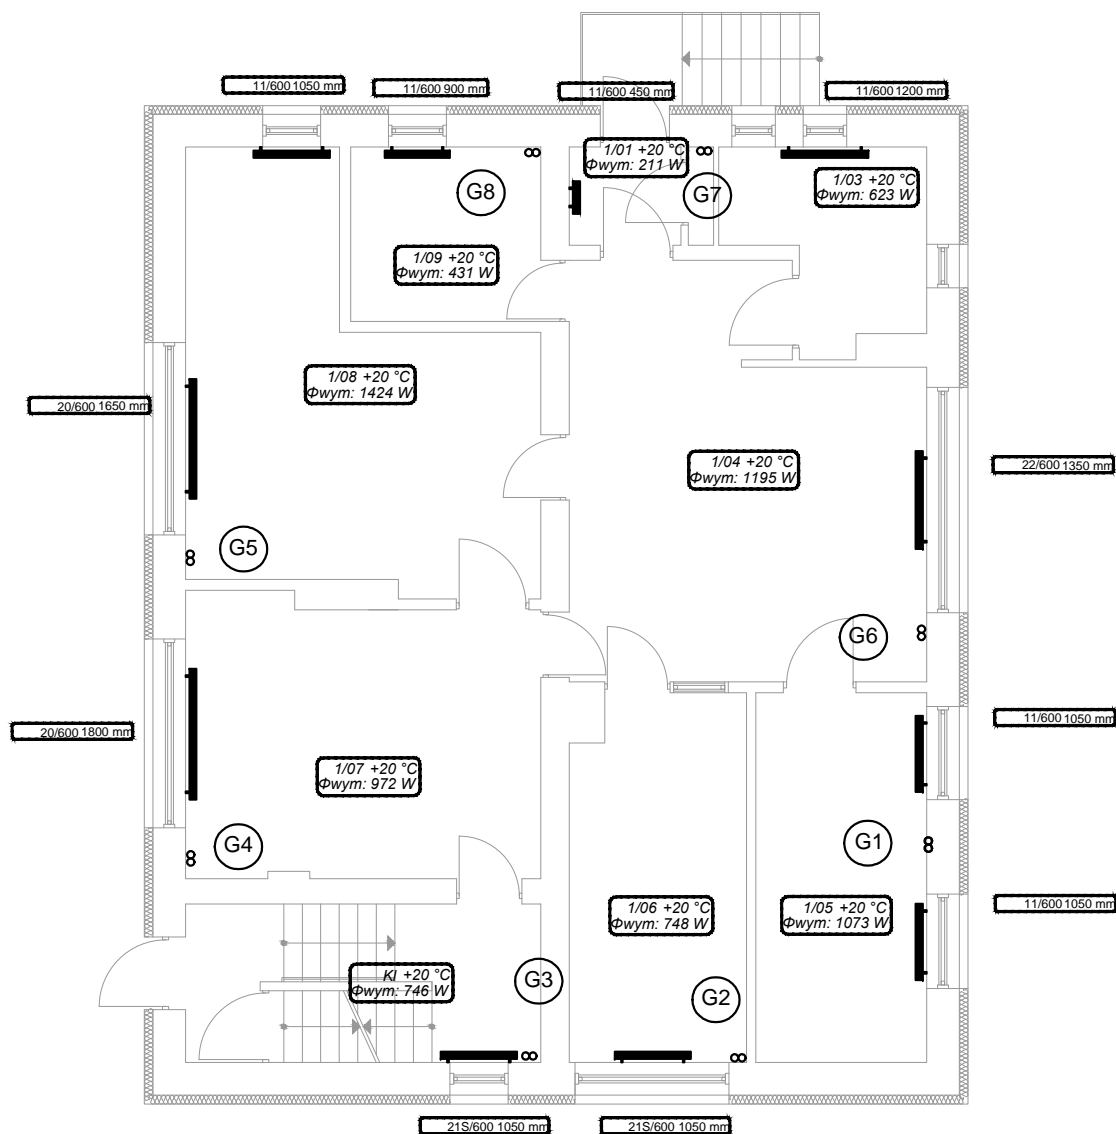 11/600 1050 mm
11/600 900 mm
11/600 450 mm
11/600 1200 mm
1/01 +20 °C
Φwym: 211 W
1/03 +20 °C
Φwym: 623 W
G8
G7
1/09 +20 °C
Φwym: 431 W
1/08 +20 °C
Φwym: 1424 W
20/600 1650 mm
1/04 +20 °C
Φwym: 1195 W
22/600 1350 mm
G5
G6
11/600 1050 mm
20/600 1800 mm
1/07 +20 °C
Φwym: 972 W
G4
G1
1/06 +20 °C
Φwym: 748 W
1/05 +20 °C
Φwym: 1073 W
11/600 1050 mm
KI +20 °C
Φwym: 746 W
G3
G2
21S/600 1050 mm
21S/600 1050 mm